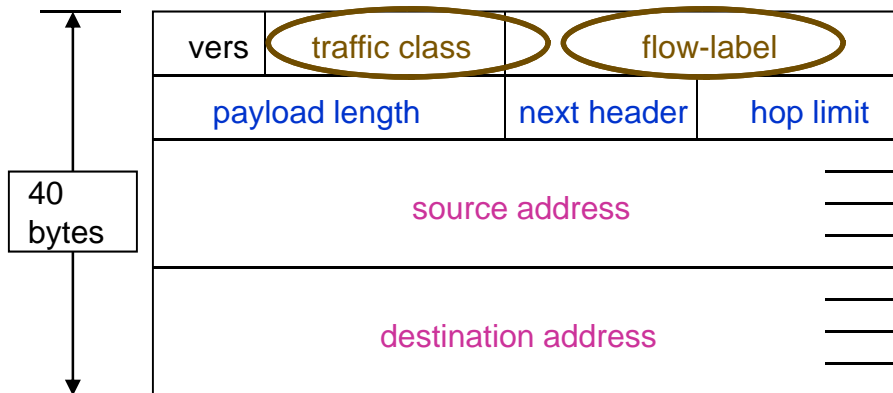 vers traffic class flow-label
payload length next header hop limit
40
bytes
source address
destination address